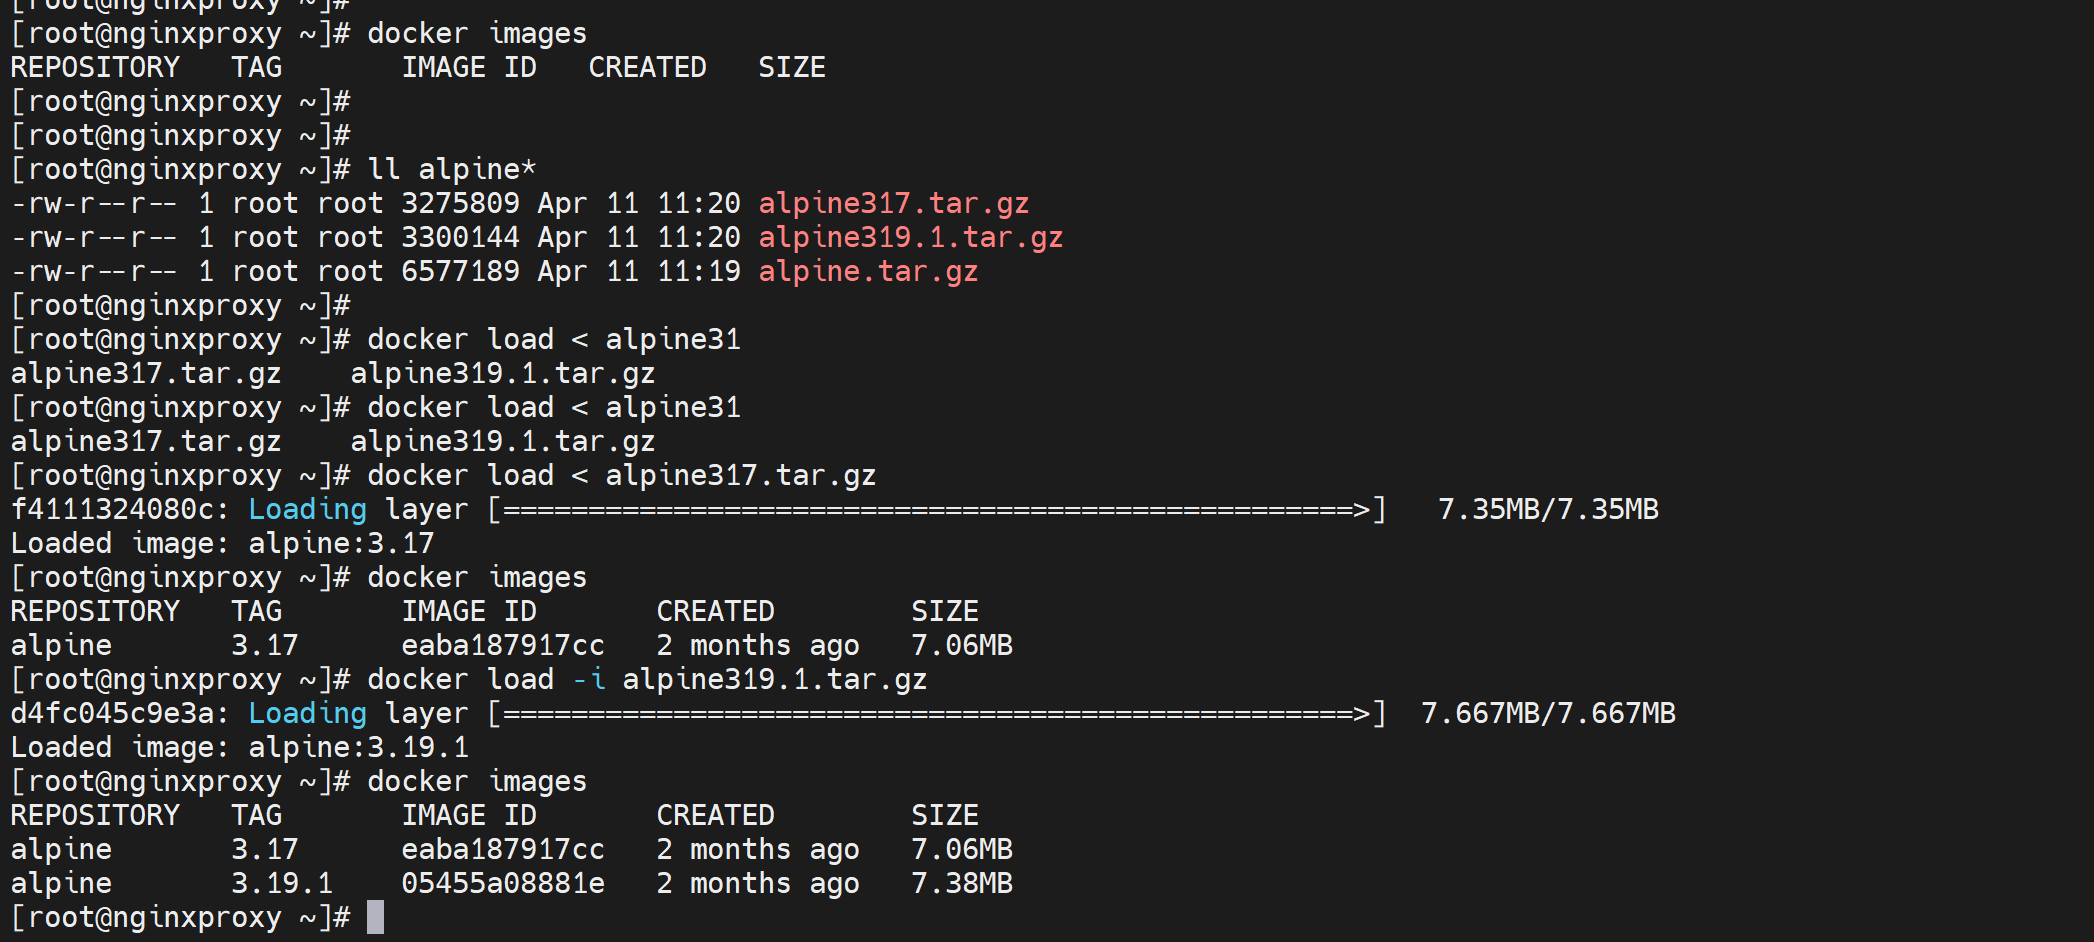 [root@nginxproxy ~]#
[root@nginxproxy ~]# docker images
REPOSITORY   TAG       IMAGE ID   CREATED   SIZE
[root@nginxproxy ~]#
[root@nginxproxy ~]#
[root@nginxproxy ~]# ll alpine*
-rw-r--r-- 1 root root 3275809 Apr 11 11:20 alpine317.tar.gz
-rw-r--r-- 1 root root 3300144 Apr 11 11:20 alpine319.1.tar.gz
-rw-r--r-- 1 root root 6577189 Apr 11 11:19 alpine.tar.gz
[root@nginxproxy ~]#
[root@nginxproxy ~]# docker load < alpine31
alpine317.tar.gz    alpine319.1.tar.gz
[root@nginxproxy ~]# docker load < alpine31
alpine317.tar.gz    alpine319.1.tar.gz
[root@nginxproxy ~]# docker load < alpine317.tar.gz
f4111324080c: Loading layer [==================================================>]   7.35MB/7.35MB
Loaded image: alpine:3.17
[root@nginxproxy ~]# docker images
REPOSITORY   TAG       IMAGE ID       CREATED        SIZE
alpine       3.17      eaba187917cc   2 months ago   7.06MB
[root@nginxproxy ~]# docker load -i alpine319.1.tar.gz
d4fc045c9e3a: Loading layer [==================================================>]  7.667MB/7.667MB
Loaded image: alpine:3.19.1
[root@nginxproxy ~]# docker images
REPOSITORY   TAG       IMAGE ID       CREATED        SIZE
alpine       3.17      eaba187917cc   2 months ago   7.06MB
alpine       3.19.1    05455a08881e   2 months ago   7.38MB
[root@nginxproxy ~]#